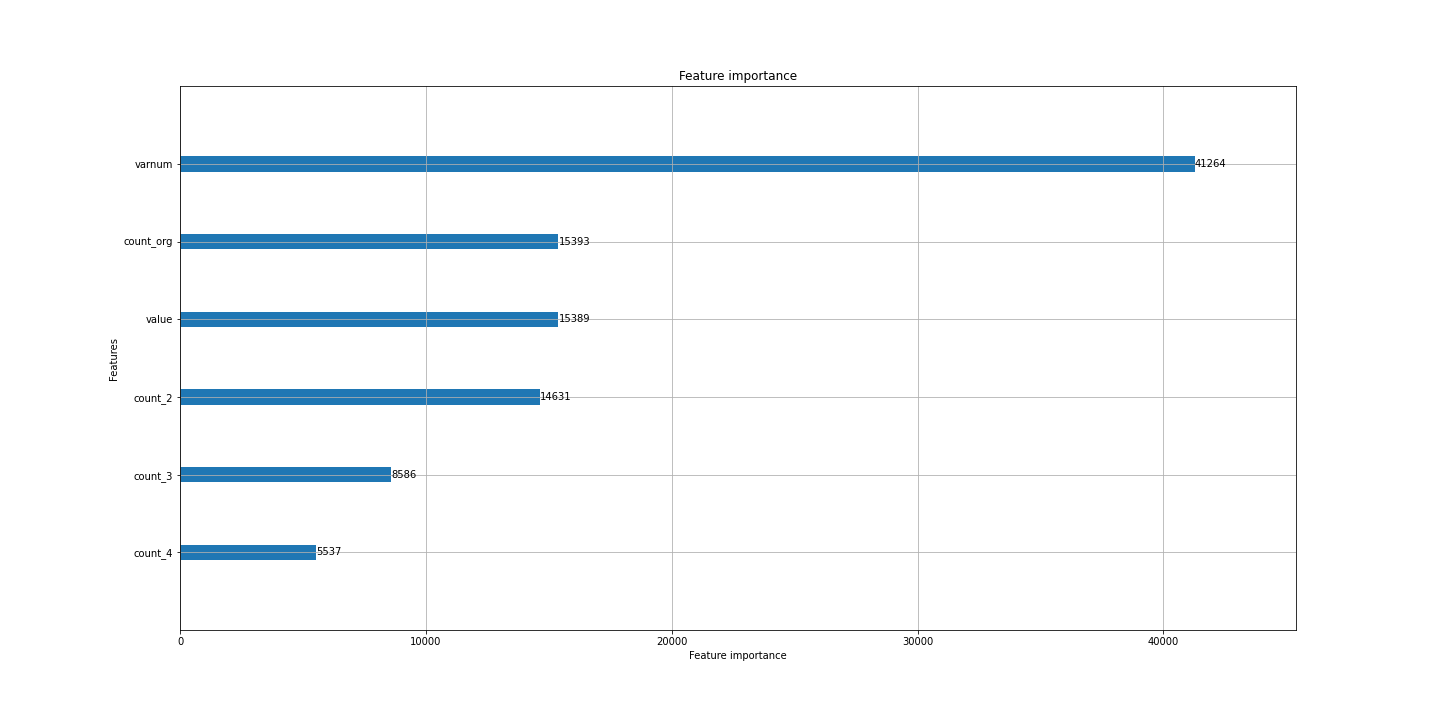 Feature importance
varnum
41264
count_org
15393
value
15389
Features
count_2
14631
count_3
8586
count_4
5537
0 10000 20000 30000 40000
Feature importance